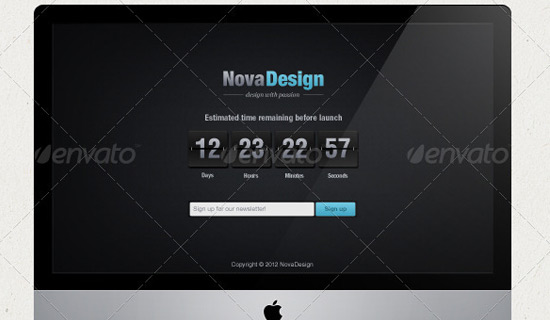 NovaDesign
design with passion
Estimated time remaining before launch
12 23 22 57
Days Hours Minutes Seconds
envato envato envato envato
Sign up for our newsletter! Sign up
Copyright © 2012 NovaDesign